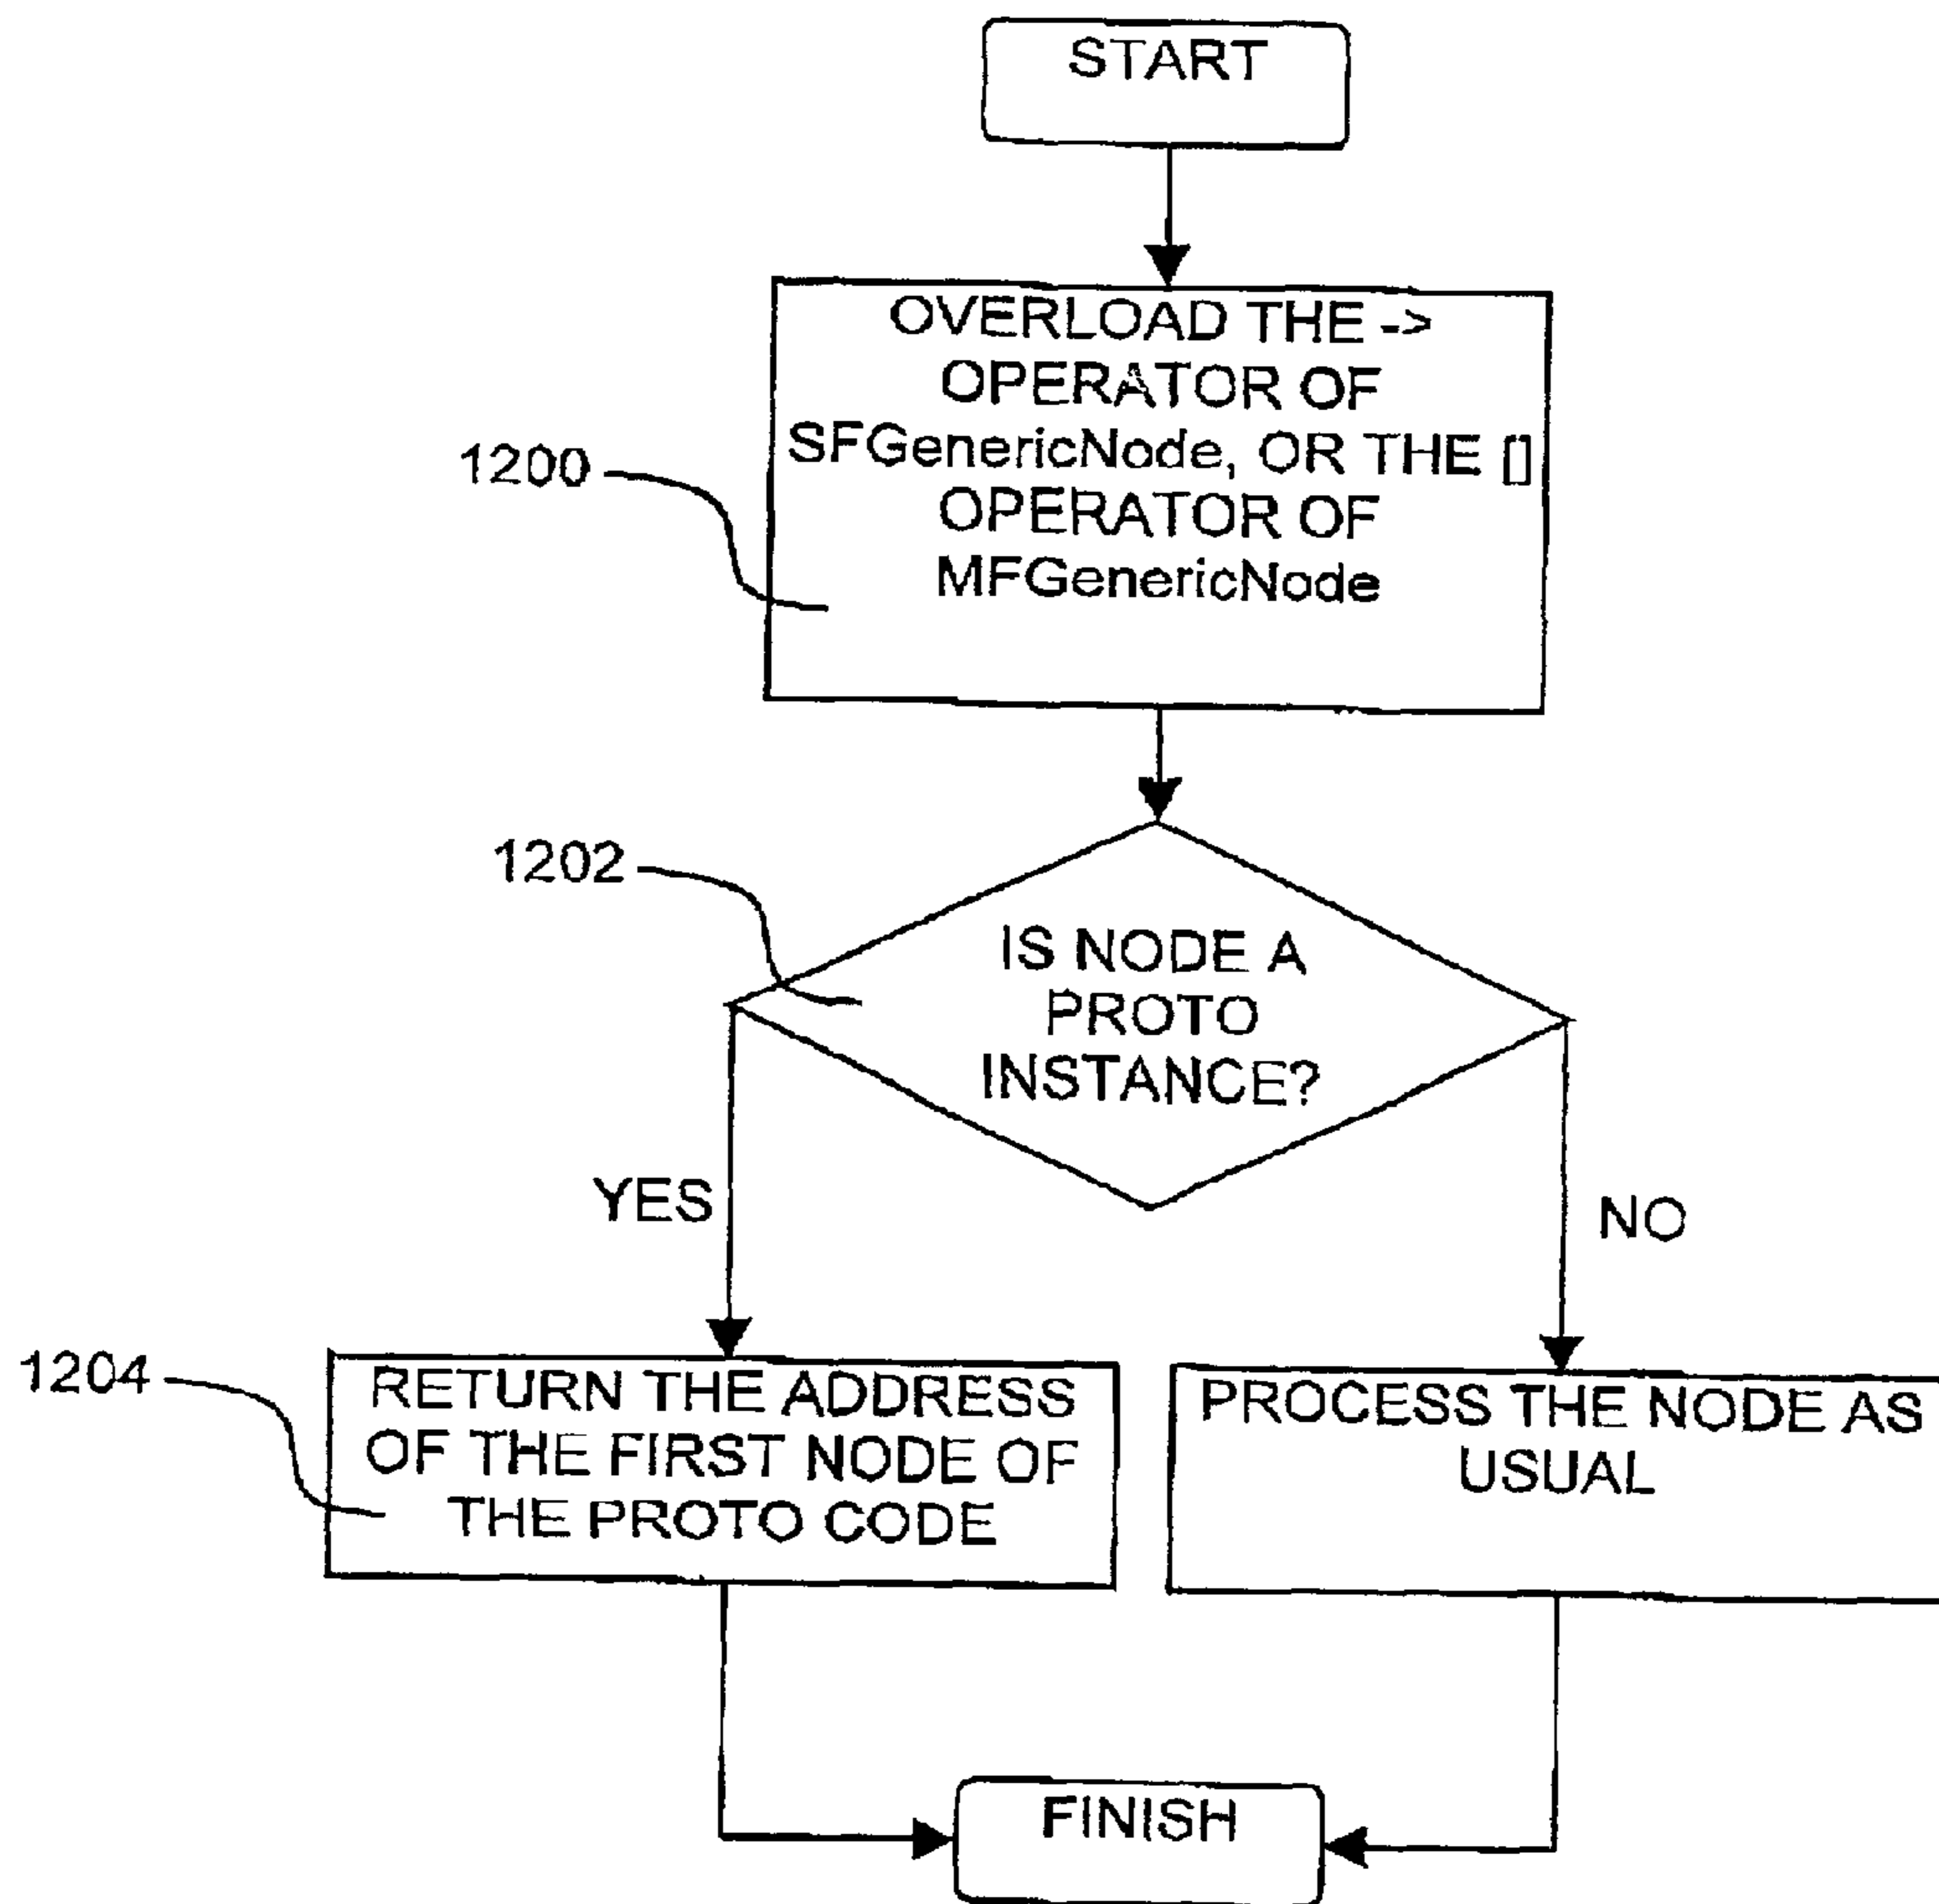 START
OVERLOAD THE ->
OPERATOR OF
SFGenericNode, OR THE []
OPERATOR OF
MFGenericNode
1200
1202
IS NODE A
PROTO
INSTANCE?
YES
NO
1204
RETURN THE ADDRESS
OF THE FIRST NODE OF
THE PROTO CODE
PROCESS THE NODE AS
USUAL
FINISH